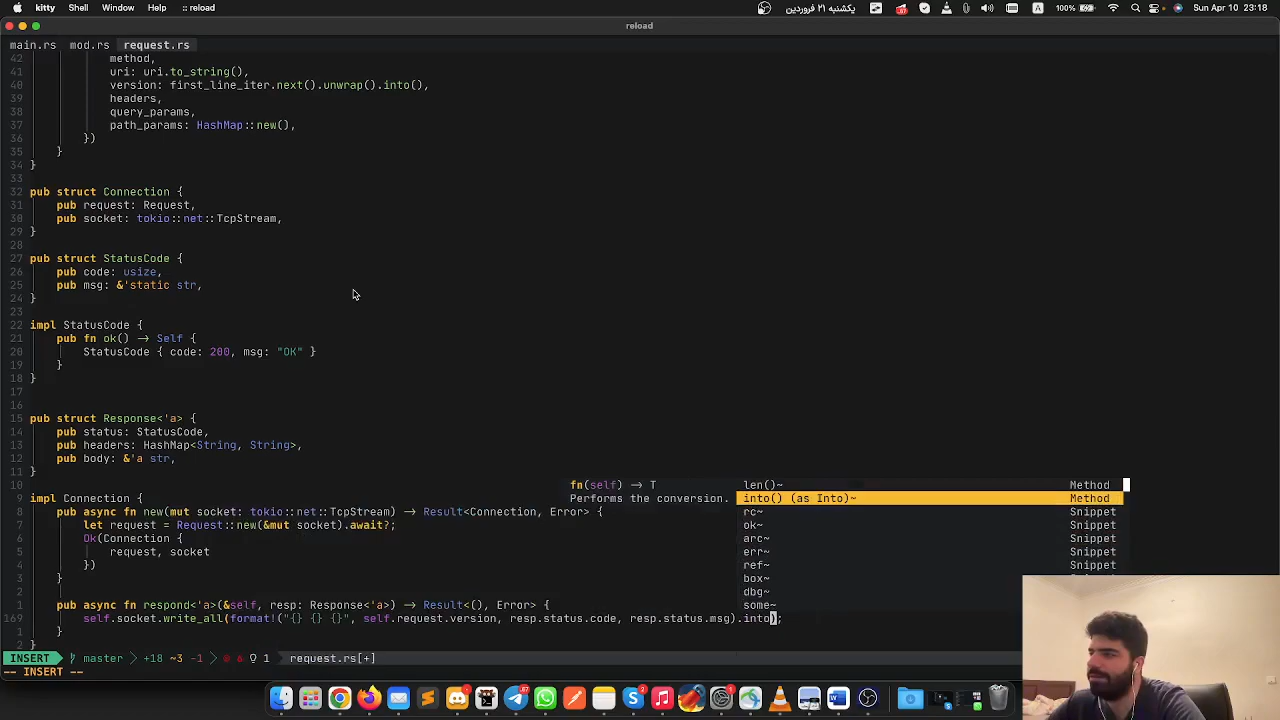 kitty Shell Window Help :: reload
یکشنبه ۲۱ فروردین A 100% Sun Apr 10 23:18
reload
main.rs mod.rs request.rs
42 method,
41 uri: uri.to_string(),
40 version: first_line_iter.next().unwrap().into(),
39 headers,
38 query_params,
37 path_params: HashMap::new(),
36 })
35 }
34 }
33
32 pub struct Connection {
31 pub request: Request,
30 pub socket: tokio::net::TcpStream,
29 }
28
27 pub struct StatusCode {
26 pub code: usize,
25 pub msg: &'static str,
24 }
23
22 impl StatusCode {
21 pub fn ok() → Self {
20 StatusCode { code: 200, msg: "OK" }
19 }
18 }
17
16
15 pub struct Response<'a> {
14 pub status: StatusCode,
13 pub headers: HashMap<String, String>,
12 pub body: &'a str,
11 }
10 fn(self) → T len()~ Method
9 impl Connection { Performs the conversion. into() (as Into)~ Method
8 pub async fn new(mut socket: tokio::net::TcpStream) → Result<Connection, Error> { rc~ Snippet
7 let request = Request::new(&mut socket).await?; ok~ Snippet
6 Ok(Connection { arc~ Snippet
5 request, socket err~ Snippet
4 }) ref~ Snippet
3 } box~
2 dbg~
1 pub async fn respond<'a>(&self, resp: Response<'a>) → Result<(), Error> { some~
169 self.socket.write_all(format!("{} {} {}", self.request.version, resp.status.code, resp.status.msg).into);
1 }
2 }
INSERT master +18 ~3 -1 6 1 request.rs[+]
-- INSERT --